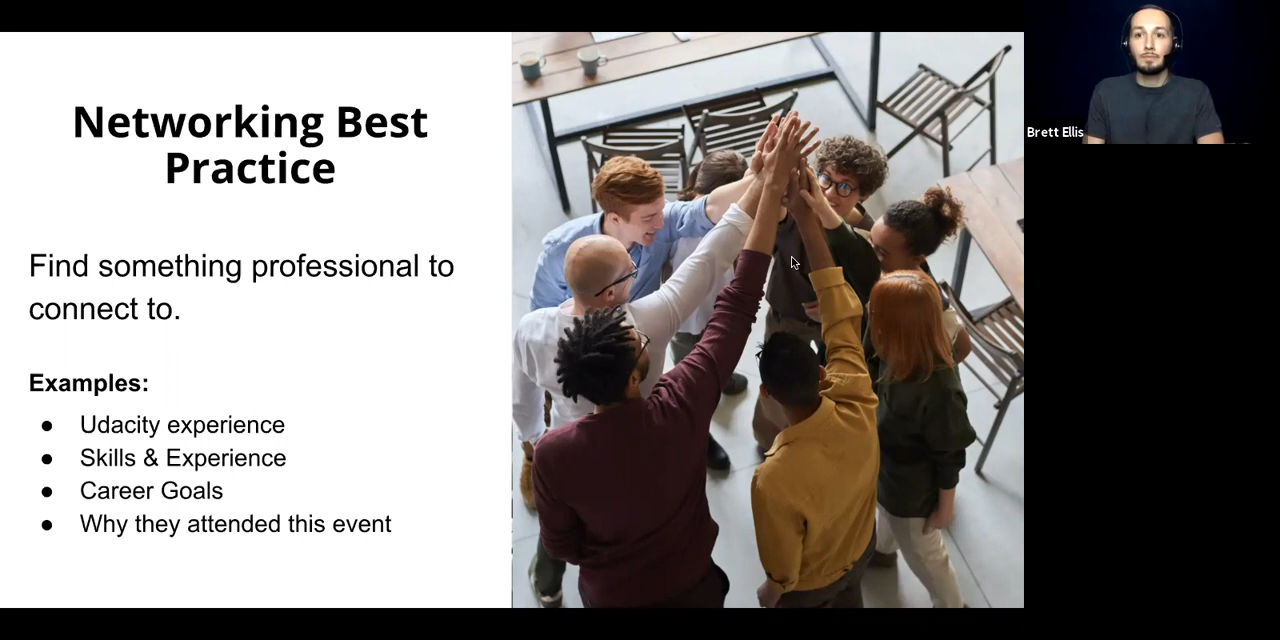 Networking Best
Practice
Find something professional to
connect to.
Examples:
● Udacity experience
● Skills & Experience
● Career Goals
● Why they attended this event
Brett Ellis